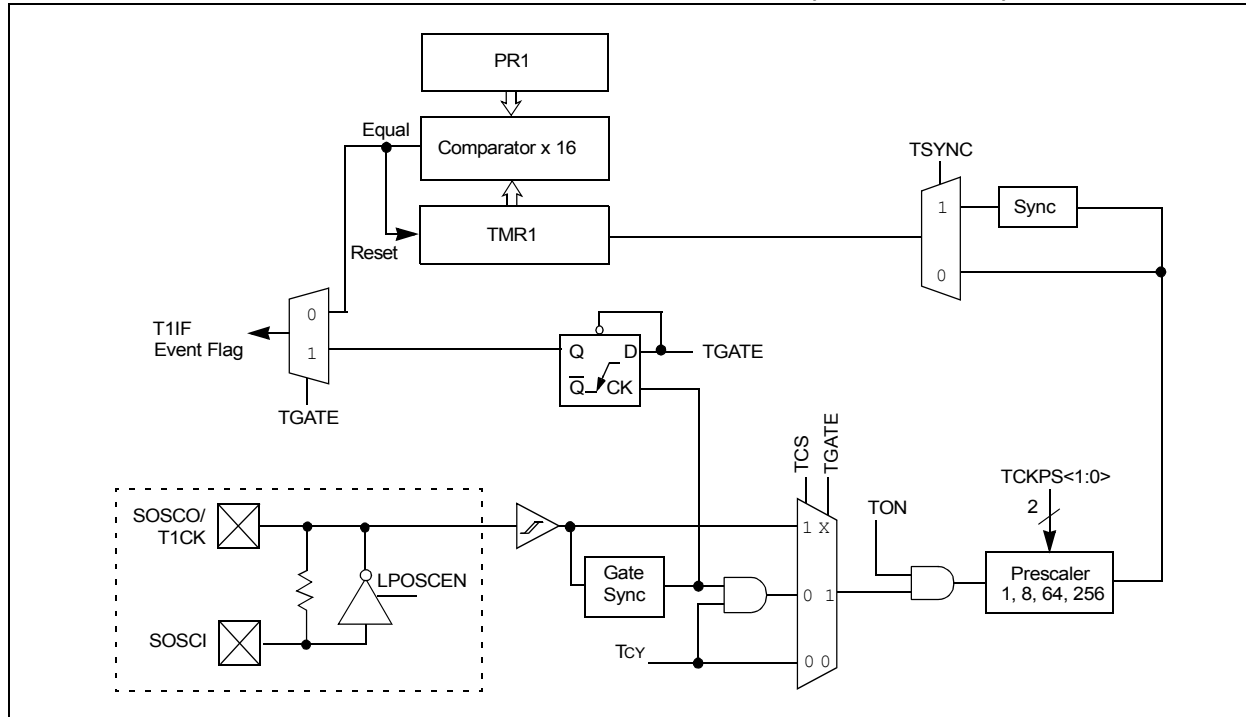 PR1
Equal
Comparator x 16
TSYNC
1
Sync
TMR1
Reset
0
0
T1IF
Event Flag
1
Q
D
TGATE
Q CK
TGATE
TCS
TGATE
TCKPS<1:0>
2
SOSCO/
T1CK
TON
1 X
LPOSCEN
Gate
Sync
0 1
Prescaler
1, 8, 64, 256
SOSCI
TCY
0 0